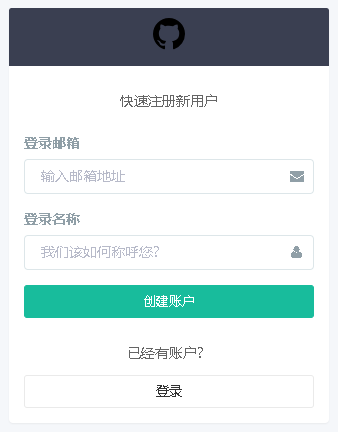 快速注册新用户
登录邮箱
输入邮箱地址
登录名称
我们该如何称呼您?
创建账户
已经有账户?
登录